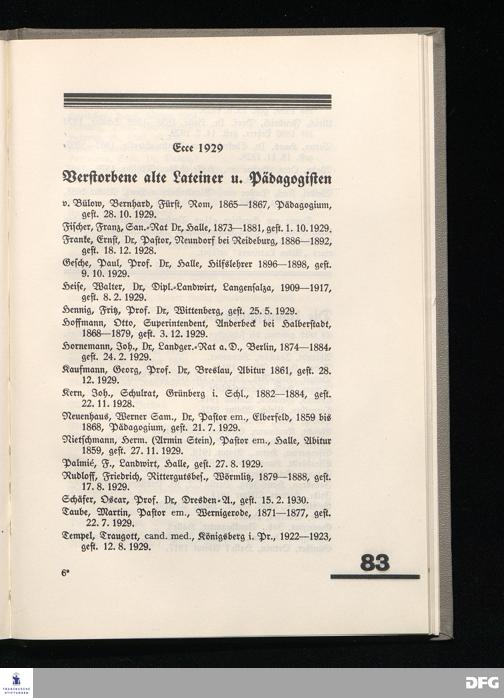 Ecce 1929
Verstorbene alte Lateiner u. Pädagogisten
v. Bülow, Bernhard, Fürst, Rom, 1865—1867, Pädagogium,
gest. 28. 10. 1929.
Fischer, Franz, San.-Rat Dr, Halle, 1873—1881, gest. 1. 10. 1929.
Franke, Ernst, Dr, Pastor, Neundorf bei Reideburg, 1886—1892,
gest. 18. 12. 1928.
Gesche, Paul, Prof. Dr, Halle, Hilfslehrer 1896—1898, gest.
9. 10. 1929.
Heise, Walter, Dr, Dipl.-Landwirt, Langensalza, 1909—1917,
gest. 8. 2. 1929.
Hennig, Fritz, Prof. Dr, Wittenberg, gest. 25. 5. 1929.
Hoffmann, Otto, Superintendent, Anderbeck bei Halberstadt,
1868—1879, gest. 3. 12. 1929.
Hornemann, Joh., Dr, Landger.-Rat a. D., Berlin, 1874—1884,
gest. 24. 2. 1929.
Kaufmann, Georg, Prof. Dr, Breslau, Abitur 1861, gest. 28.
12. 1929.
Kern, Joh., Schulrat, Grünberg i. Schl., 1882—1884, gest.
22. 11. 1928.
Neuenhaus, Werner Sam., Dr, Pastor em., Elberfeld, 1859 bis
1868, Pädagogium, gest. 21. 7. 1929.
Nietschmann, Herm. (Armin Stein), Pastor em., Halle, Abitur
1859, gest. 27. 11. 1929.
Palmié, F., Landwirt, Halle, gest. 27. 8. 1929.
Rudloff, Friedrich, Rittergutsbes., Wörmlitz, 1879—1888, gest.
17. 8. 1929.
Schäfer, Oscar, Prof. Dr, Dresden-A., gest. 15. 2. 1930.
Taube, Martin, Pastor em., Wernigerode, 1871—1877, gest.
22. 7. 1929.
Tempel, Traugott, cand. med., Königsberg i. Pr., 1922—1923,
gest. 12. 8. 1929.
83
6*
FRANCKESCHE
STIFTUNGEN
DFG